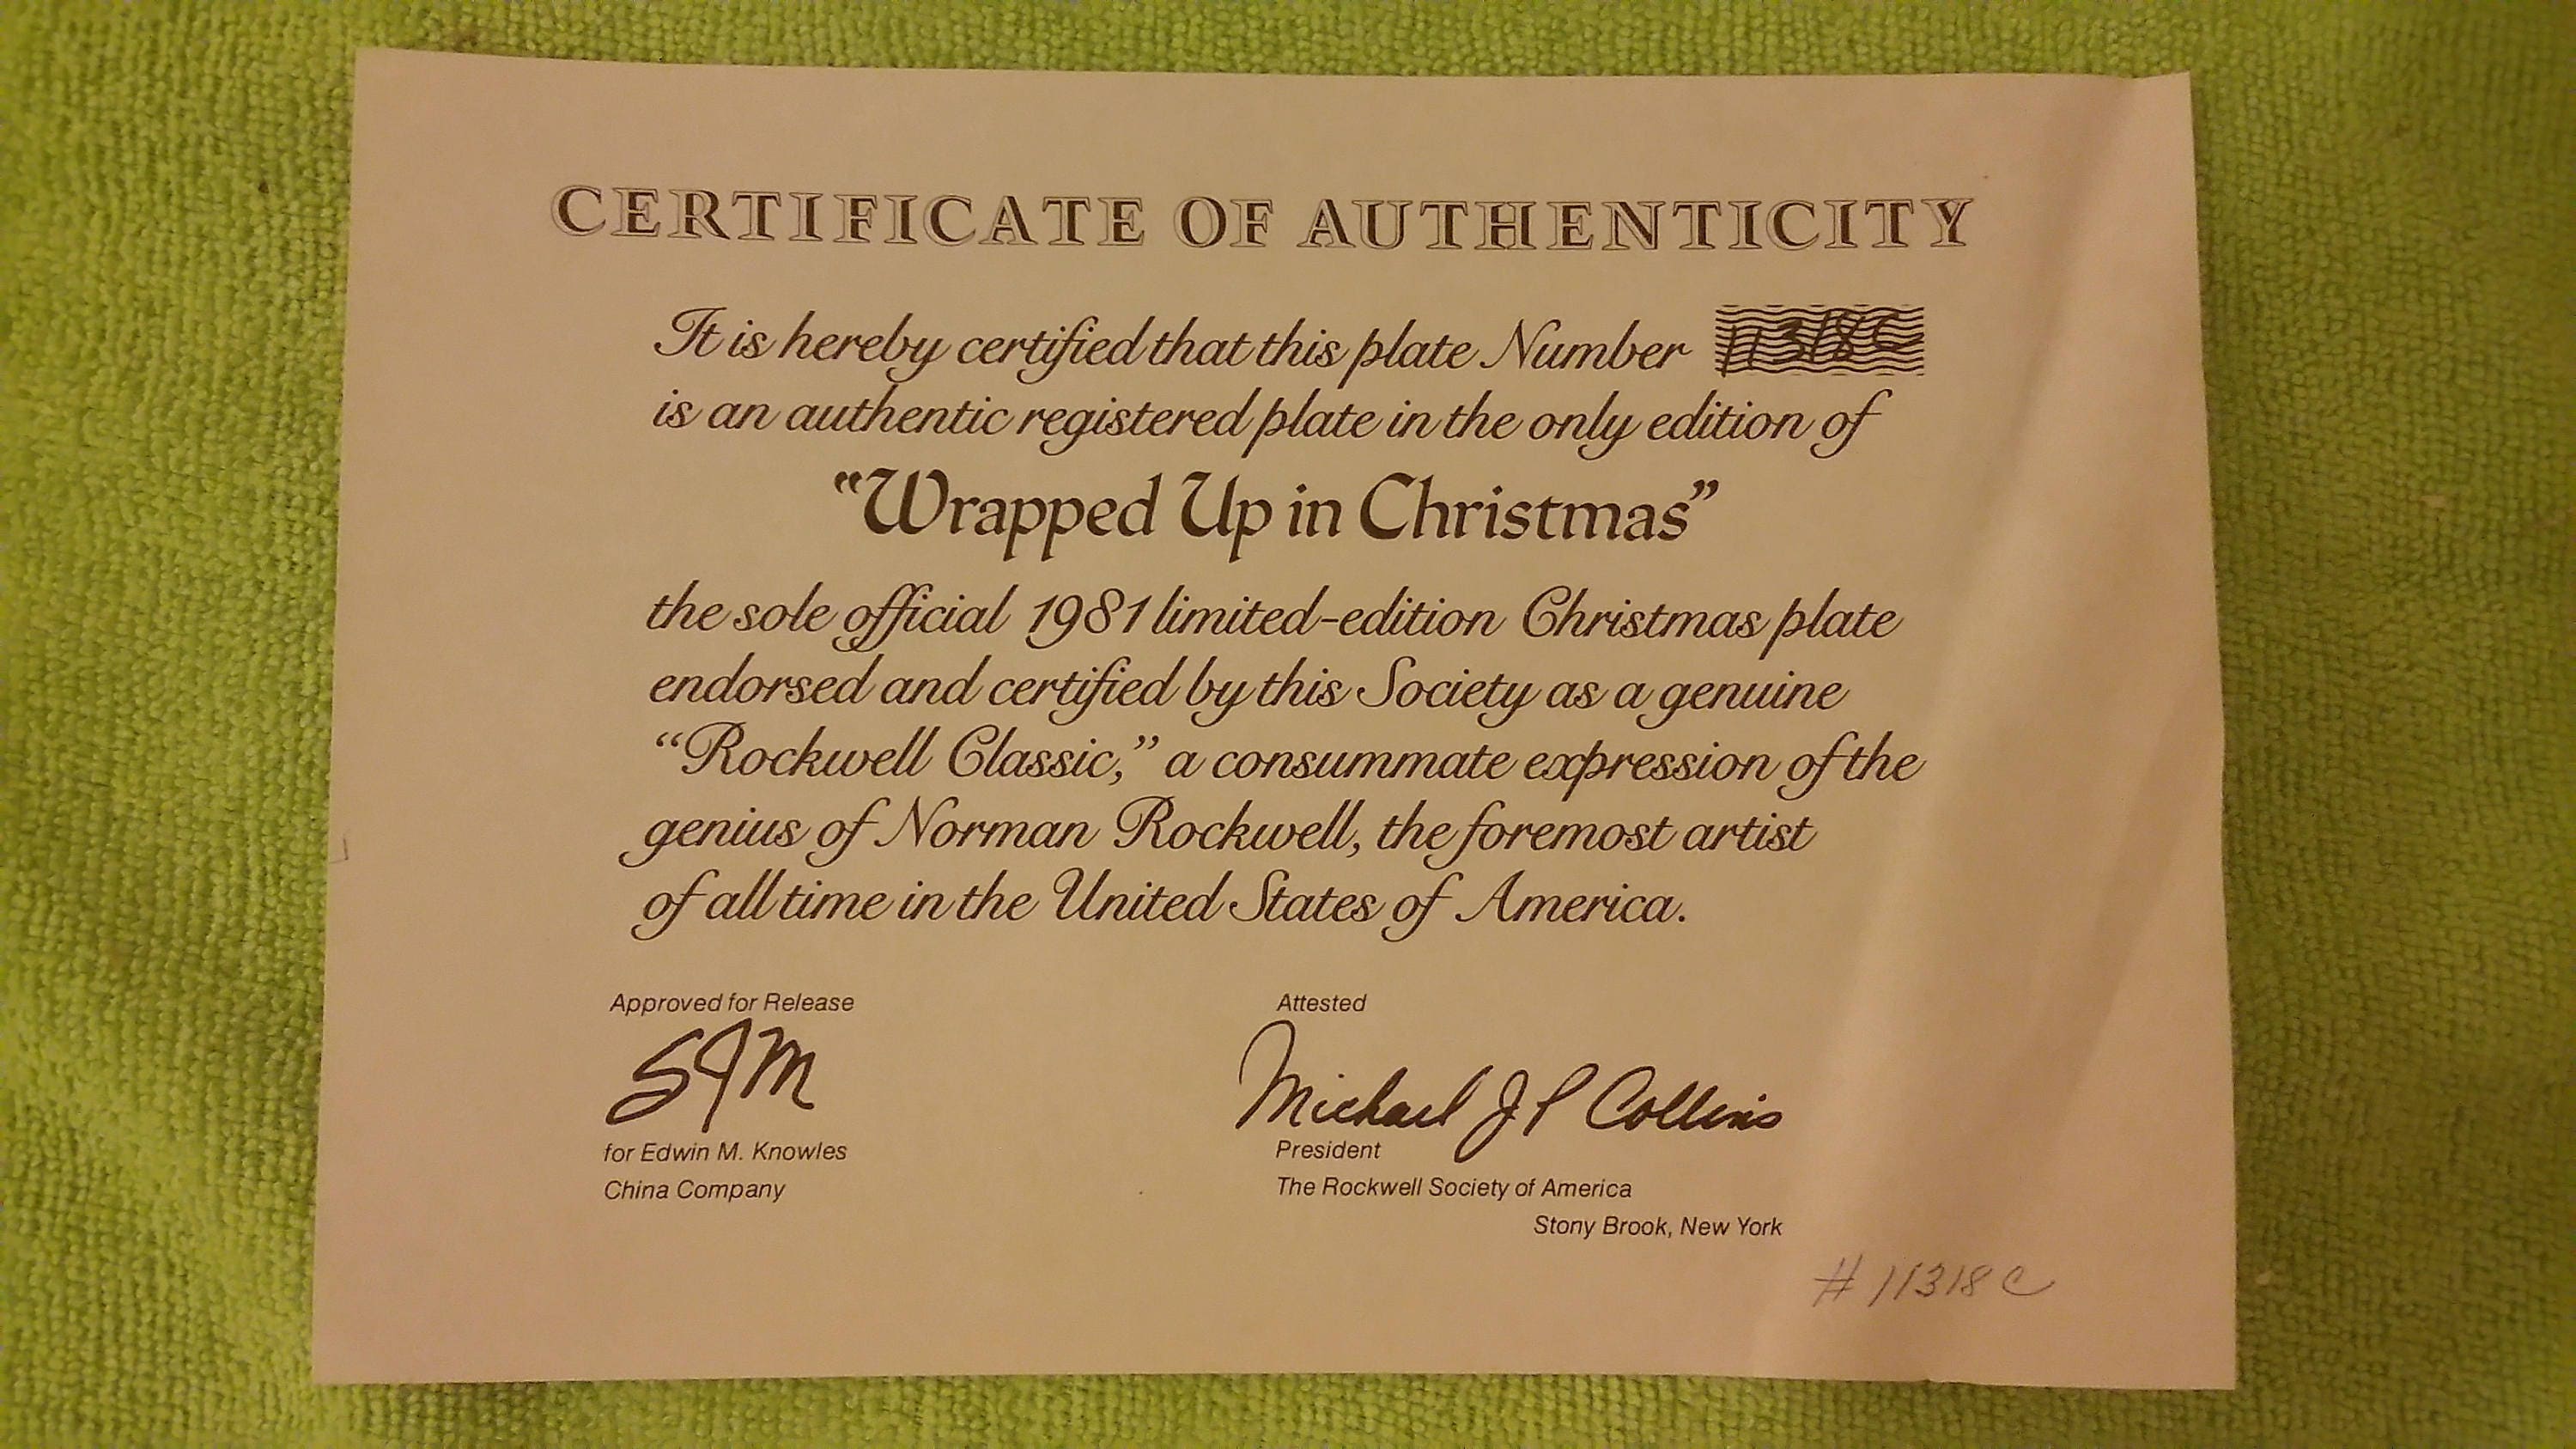 CERTIFICATE OF AUTHENTICITY
It is hereby certified that this plate Number 11318C
is an authentic registered plate in the only edition of
“Wrapped Up in Christmas”
the sole official 1981 limited-edition Christmas plate
endorsed and certified by this Society as a genuine
“Rockwell Classic,” a consummate expression of the
genius of Norman Rockwell, the foremost artist
of all time in the United States of America.
Approved for Release
SJM
for Edwin M. Knowles
China Company
Attested
Michael J P Collins
President
The Rockwell Society of America
Stony Brook, New York
# 11318 C